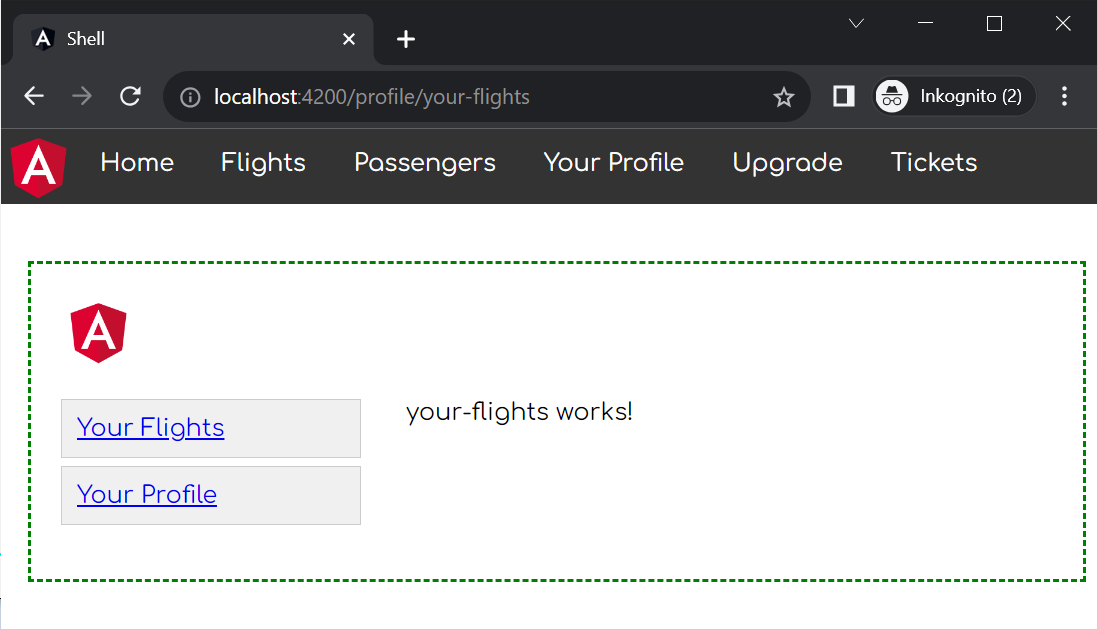 Shell
localhost:4200/profile/your-flights
Inkognito (2)
Home Flights Passengers Your Profile Upgrade Tickets
Your Flights
your-flights works!
Your Profile